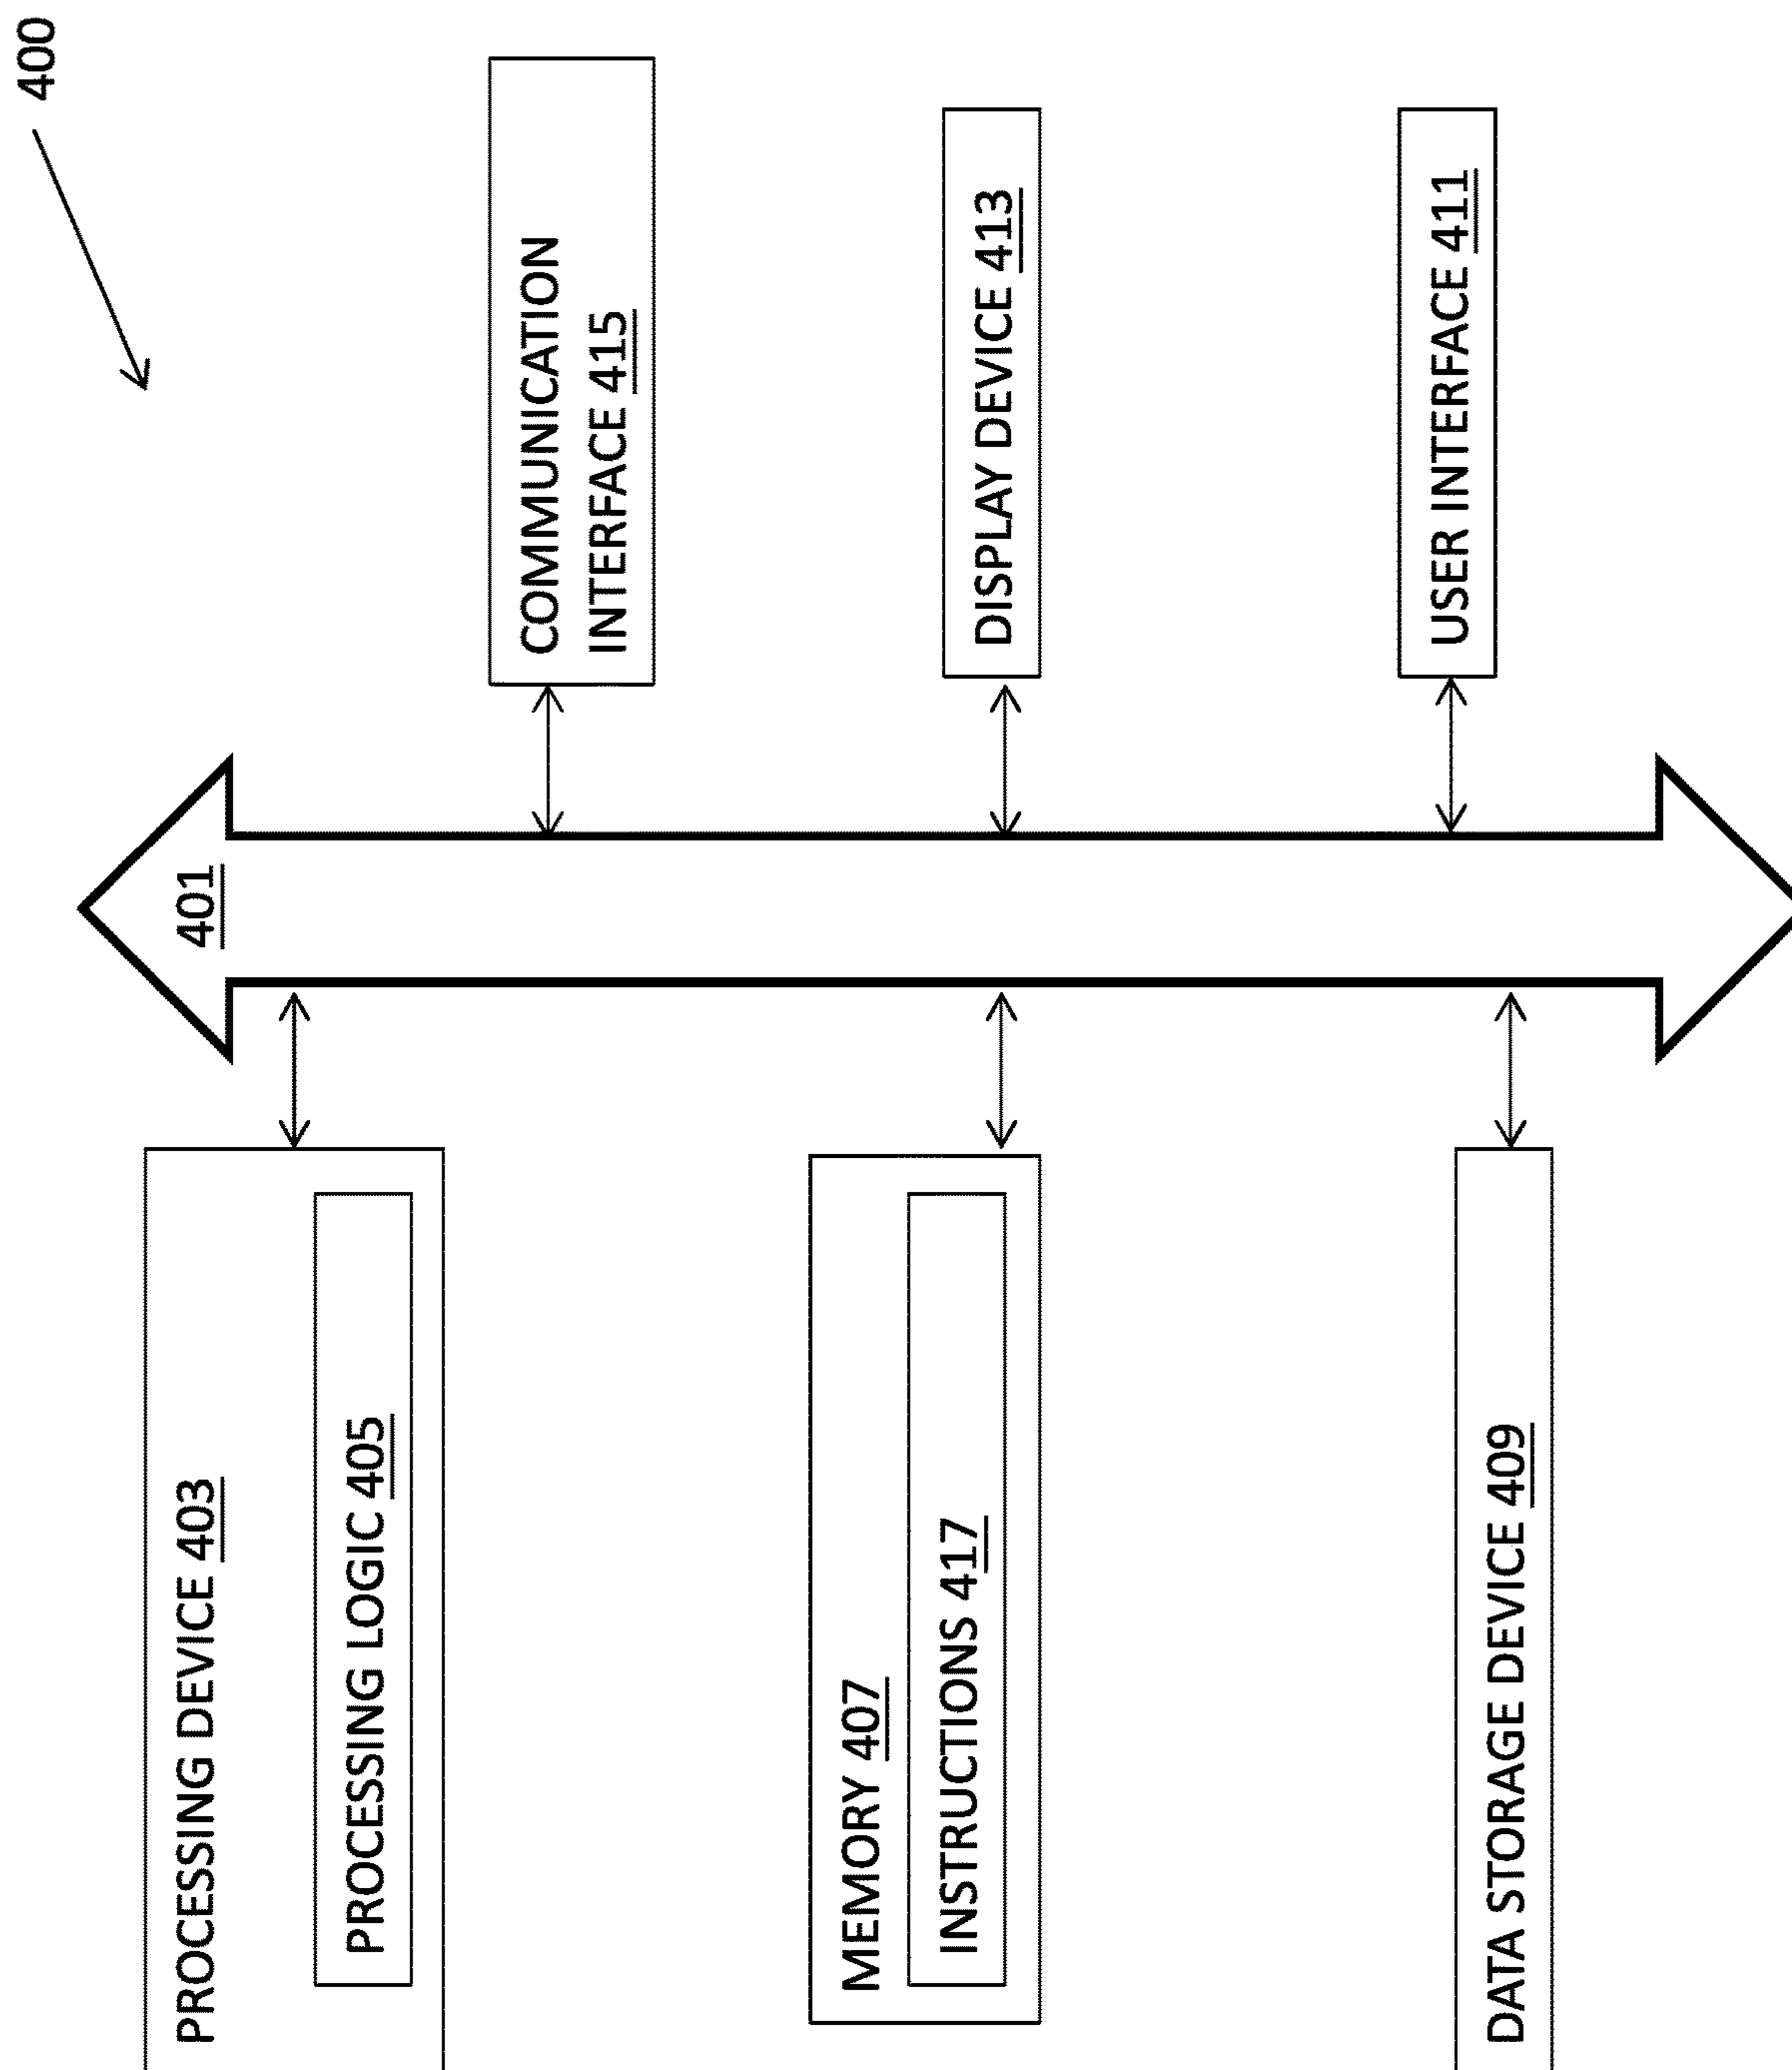 400
401
PROCESSING DEVICE 403
PROCESSING LOGIC 405
MEMORY 407
INSTRUCTIONS 417
DATA STORAGE DEVICE 409
COMMUNICATION
INTERFACE 415
DISPLAY DEVICE 413
USER INTERFACE 411